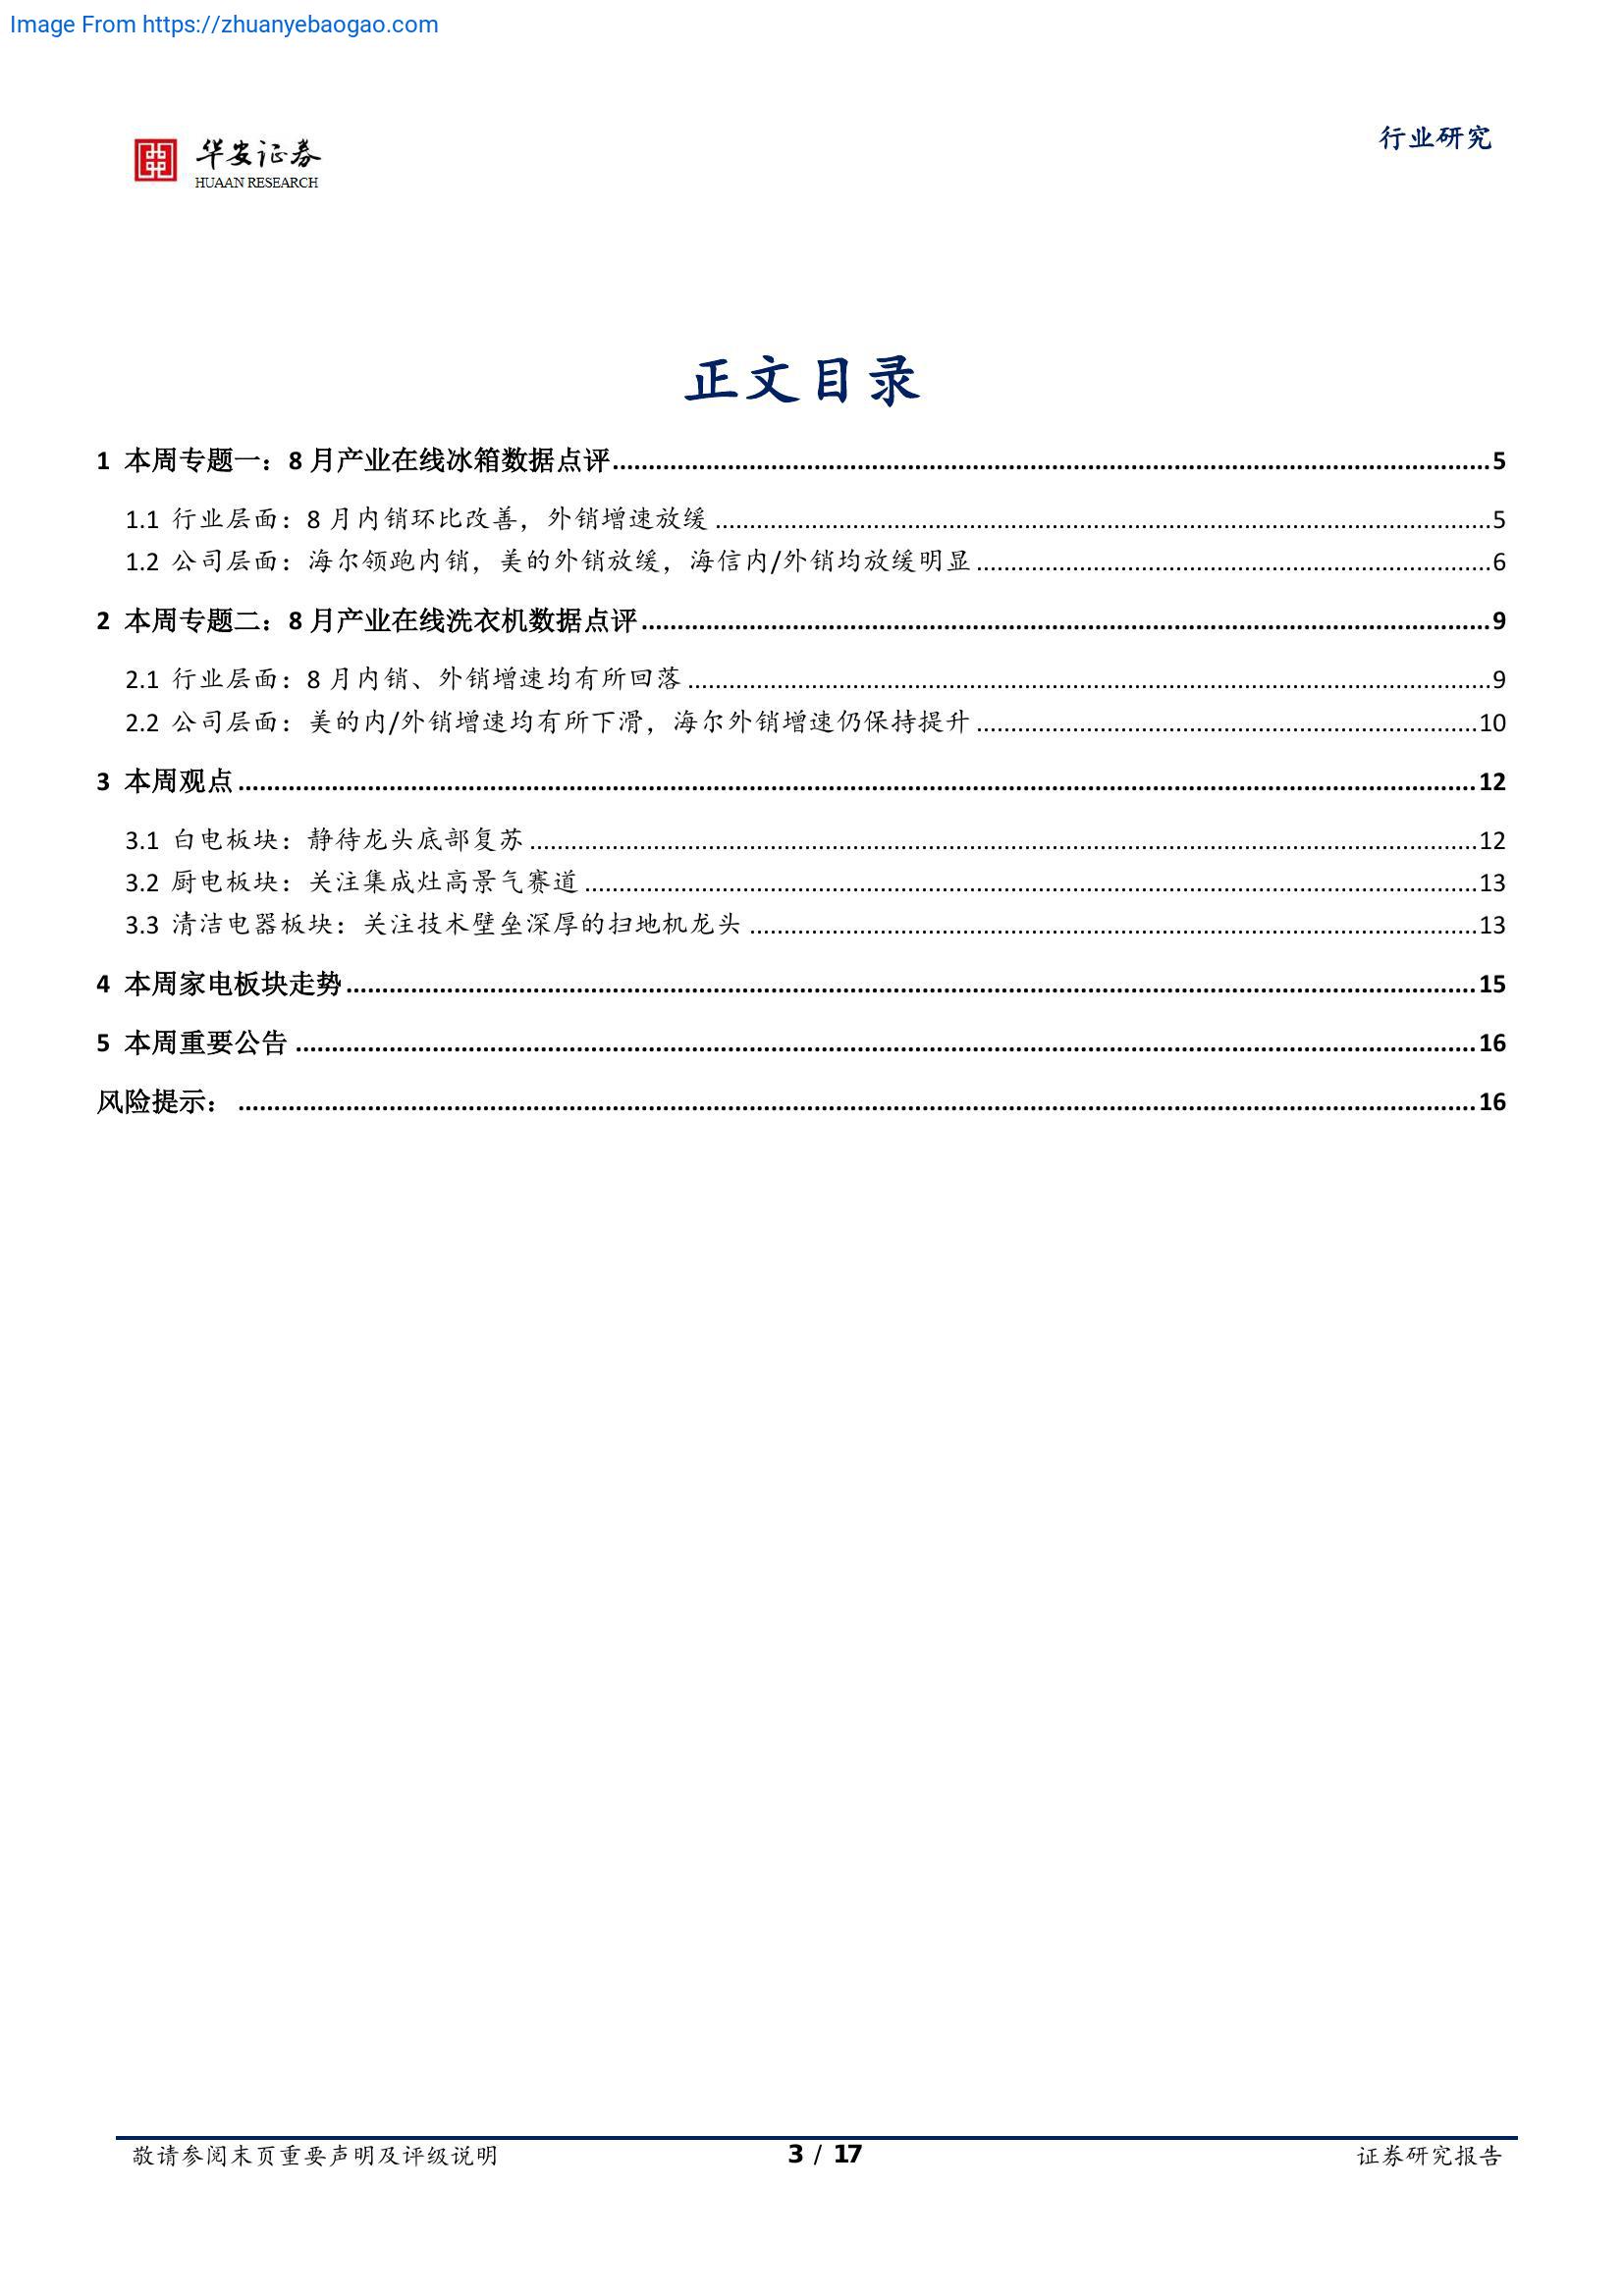 Image From https://zhuanyebaogao.com
华安证券
HUAAN RESEARCH
行业研究
正文目录
1 本周专题一：8 月产业在线冰箱数据点评 5
1.1 行业层面：8 月内销环比改善，外销增速放缓 5
1.2 公司层面：海尔领跑内销，美的外销放缓，海信内/外销均放缓明显 6
2 本周专题二：8 月产业在线洗衣机数据点评 9
2.1 行业层面：8 月内销、外销增速均有所回落 9
2.2 公司层面：美的内/外销增速均有所下滑，海尔外销增速仍保持提升 10
3 本周观点 12
3.1 白电板块：静待龙头底部复苏 12
3.2 厨电板块：关注集成灶高景气赛道 13
3.3 清洁电器板块：关注技术壁垒深厚的扫地机龙头 13
4 本周家电板块走势 15
5 本周重要公告 16
风险提示： 16
敬请参阅末页重要声明及评级说明 3 / 17 证券研究报告